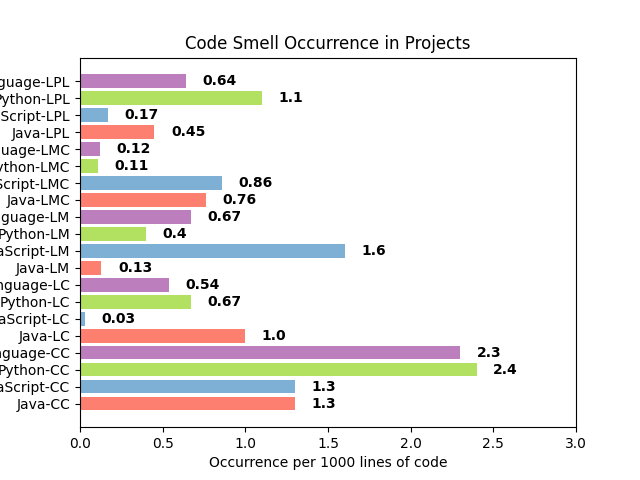 Code Smell Occurrence in Projects
guage-LPL 0.64
Python-LPL 1.1
Script-LPL 0.17
Java-LPL 0.45
uage-LMC 0.12
ython-LMC 0.11
Script-LMC 0.86
Java-LMC 0.76
nguage-LM 0.67
Python-LM 0.4
aScript-LM 1.6
Java-LM 0.13
nguage-LC 0.54
Python-LC 0.67
aScript-LC 0.03
Java-LC 1.0
nguage-CC 2.3
Python-CC 2.4
aScript-CC 1.3
Java-CC 1.3
0.0 0.5 1.0 1.5 2.0 2.5 3.0
Occurrence per 1000 lines of code